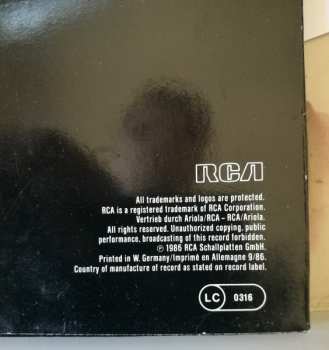 RCA
All trademarks and logos are protected.
RCA is a registered trademark of RCA Corporation.
Vertrieb durch Ariola/RCA – RCA/Ariola.
All rights reserved. Unauthorized copying, public
performance, broadcasting of this record forbidden.
℗ 1986 RCA Schallplatten GmbH.
Printed in W. Germany/Imprimé en Allemagne 9/86.
Country of manufacture of record as stated on record label.
LC 0316